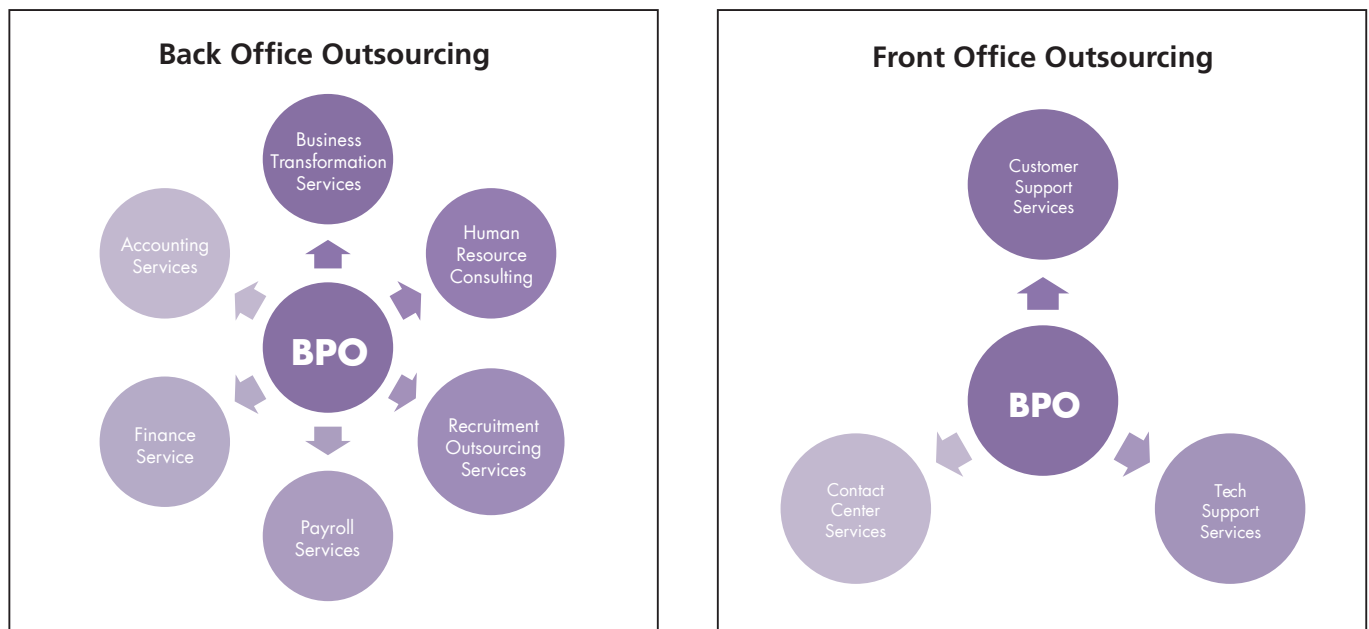 Back Office Outsourcing
Business
Transformation
Services
Human
Resource
Consulting
Recruitment
Outsourcing
Services
Payroll
Services
Finance
Service
Accounting
Services
BPO
Front Office Outsourcing
Customer
Support
Services
BPO
Tech
Support
Services
Contact
Center
Services